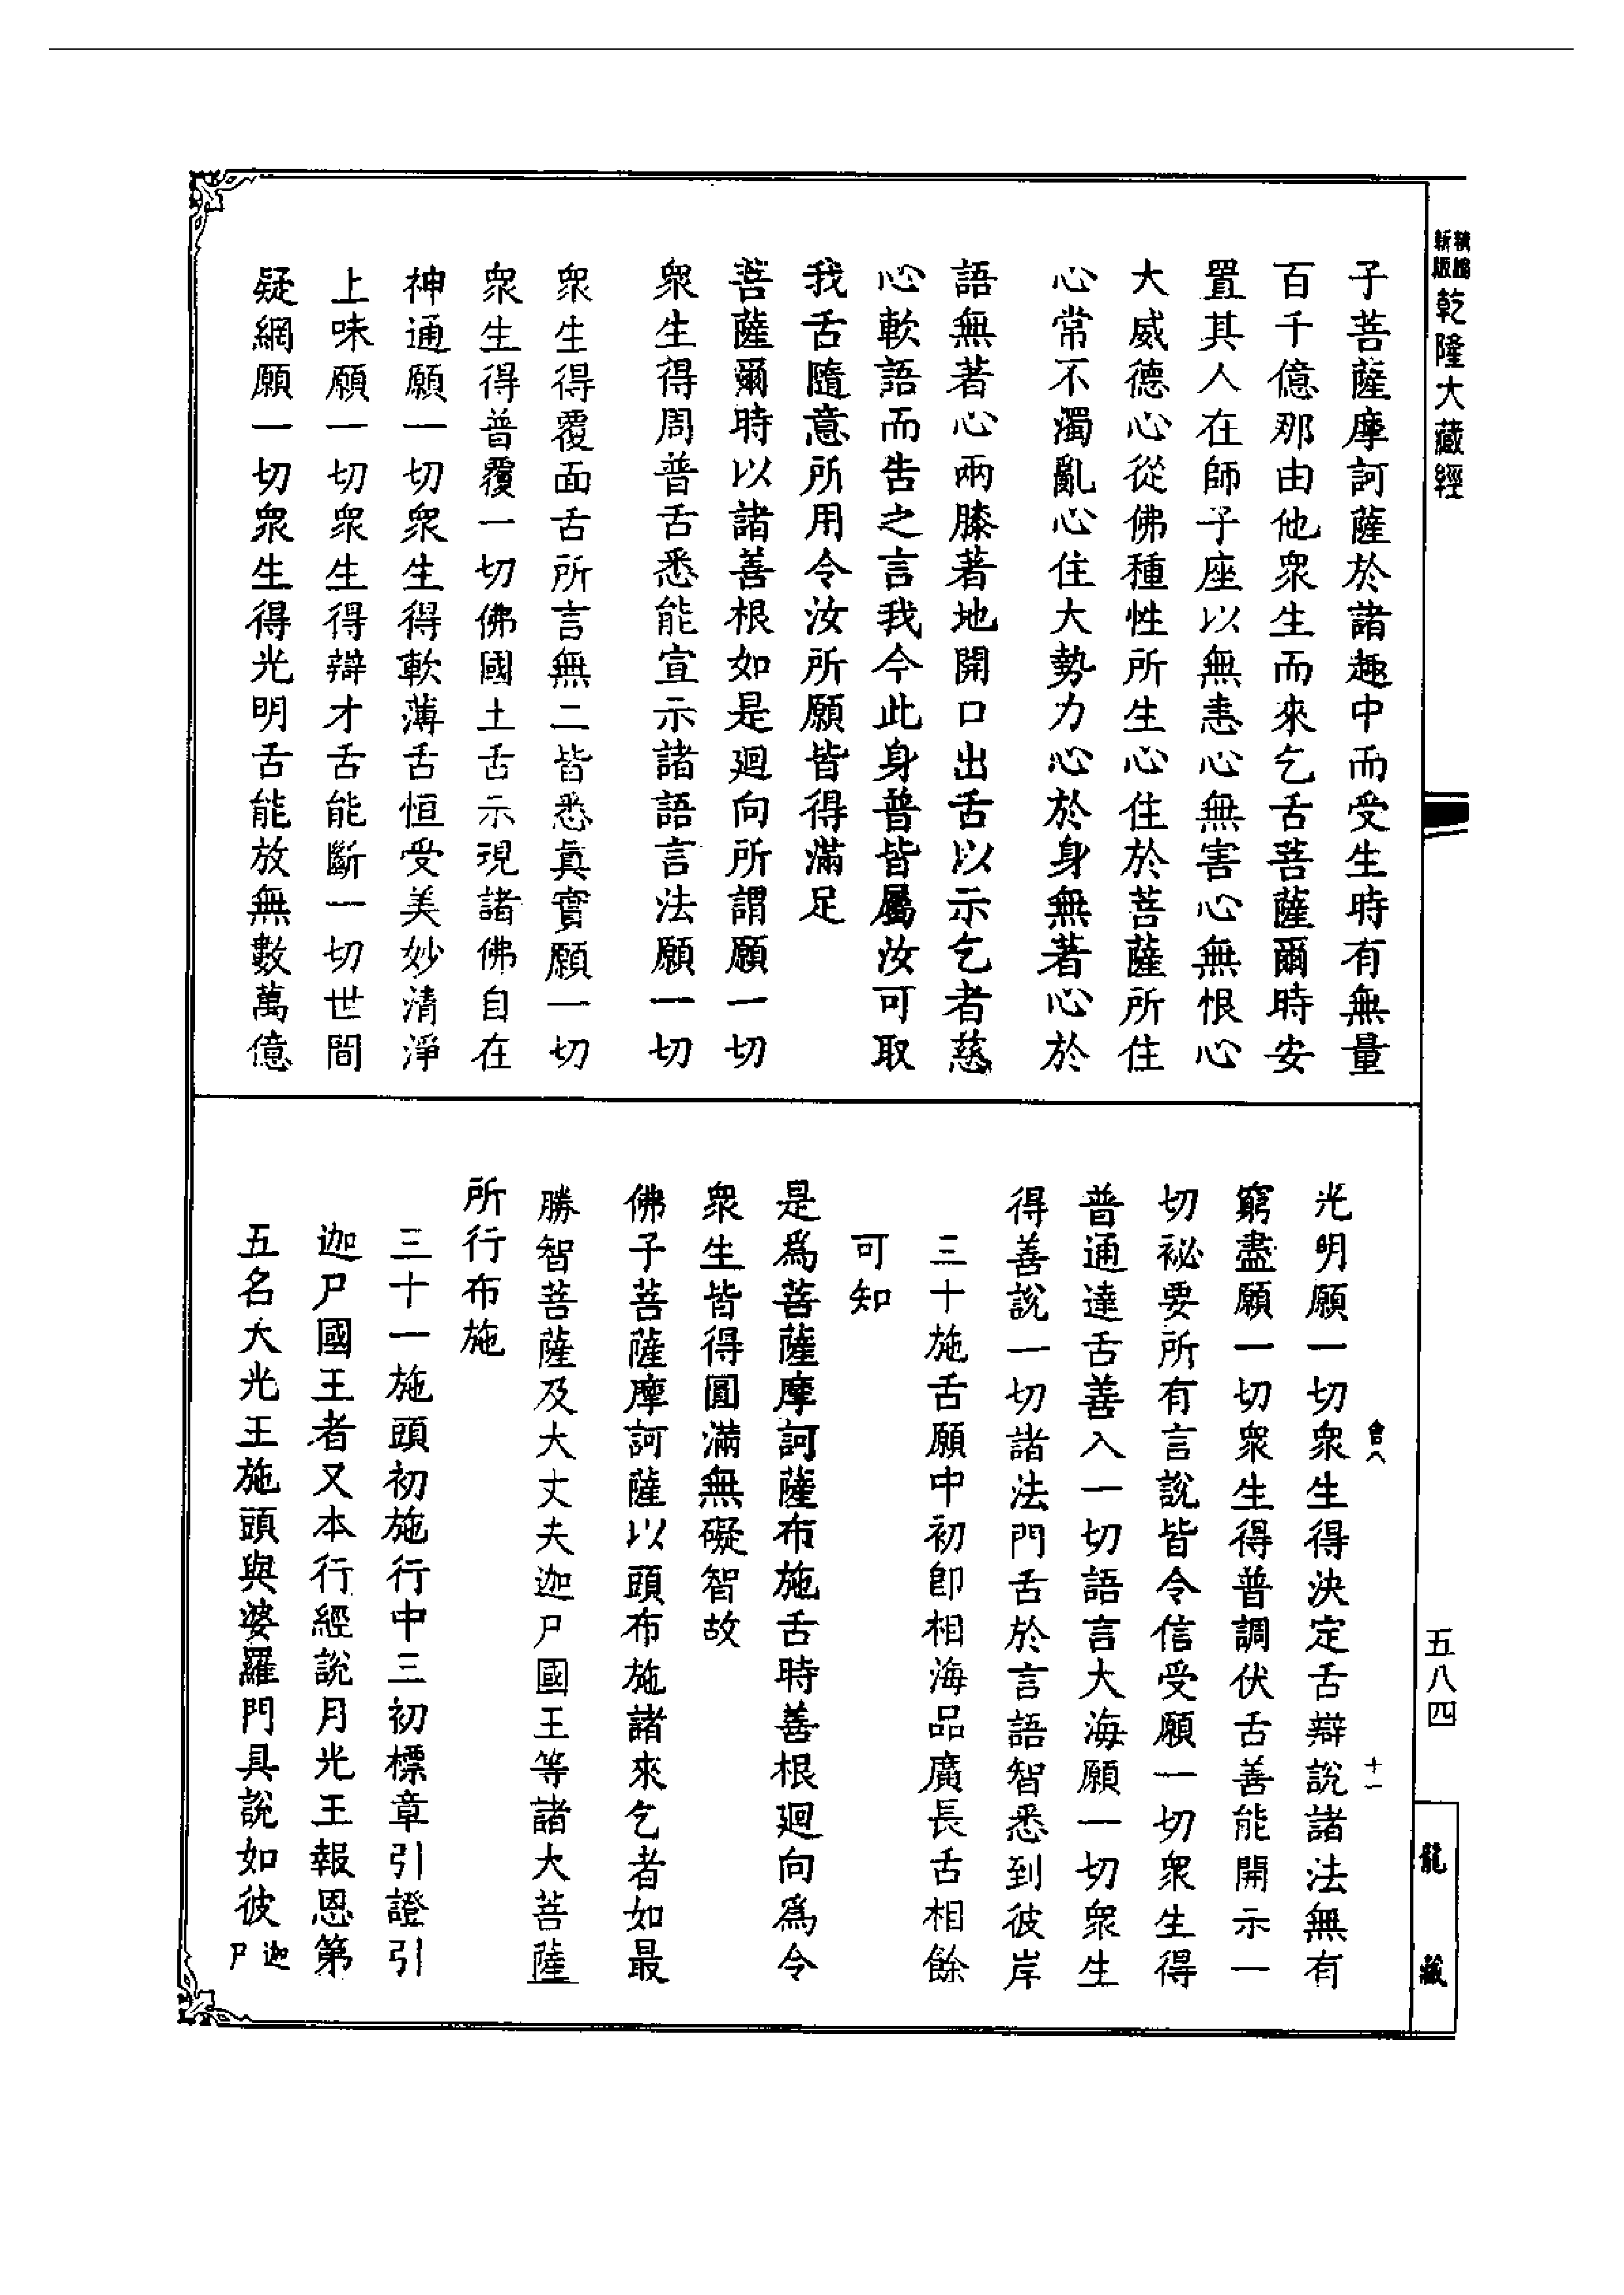 新編
縮版
乾隆大藏經
子菩薩摩訶薩於諸趣中而受生時有無量
百千億那由他衆生而來乞舌菩薩爾時安
置其人在師子座以無恚心無害心無恨心
大威德心從佛種性所生心住於菩薩所住
心常不濁亂心住大勢力心於身無著心於
語無著心兩膝著地開口出舌以示乞者慈
心軟語而告之言我今此身普皆屬汝可取
我舌隨意所用令汝所願皆得滿足
菩薩爾時以諸善根如是廻向所謂願一切
衆生得周普舌悉能宣示諸語言法願一切
衆生得覆面舌所言無二皆悉真實願一切
衆生得普覆一切佛國土舌示現諸佛自在
神通願一切衆生得軟薄舌恒受美妙清淨
上味願一切衆生得辯才舌能斷一切世間
疑網願一切衆生得光明舌能放無數萬億
會八
十一
光明願一切衆生得決定舌辯說諸法無有
窮盡願一切衆生得普調伏舌善能開示一
切祕要所有言說皆令信受願一切衆生得
普通達舌善入一切語言大海願一切衆生
得善說一切諸法門舌於言語智悉到彼岸
三十施舌願中初卽相海品廣長舌相餘
可知
是爲菩薩摩訶薩布施舌時善根廻向爲令
衆生皆得圓滿無礙智故
佛子菩薩摩訶薩以頭布施諸來乞者如最
勝智菩薩及大丈夫迦尸國王等諸大菩薩
所行布施
三十一施頭初施行中三初標章引證引
迦尸國王者又本行經說月光王報恩第
五名大光王施頭與婆羅門具說如彼迦尸
五八四
龍藏